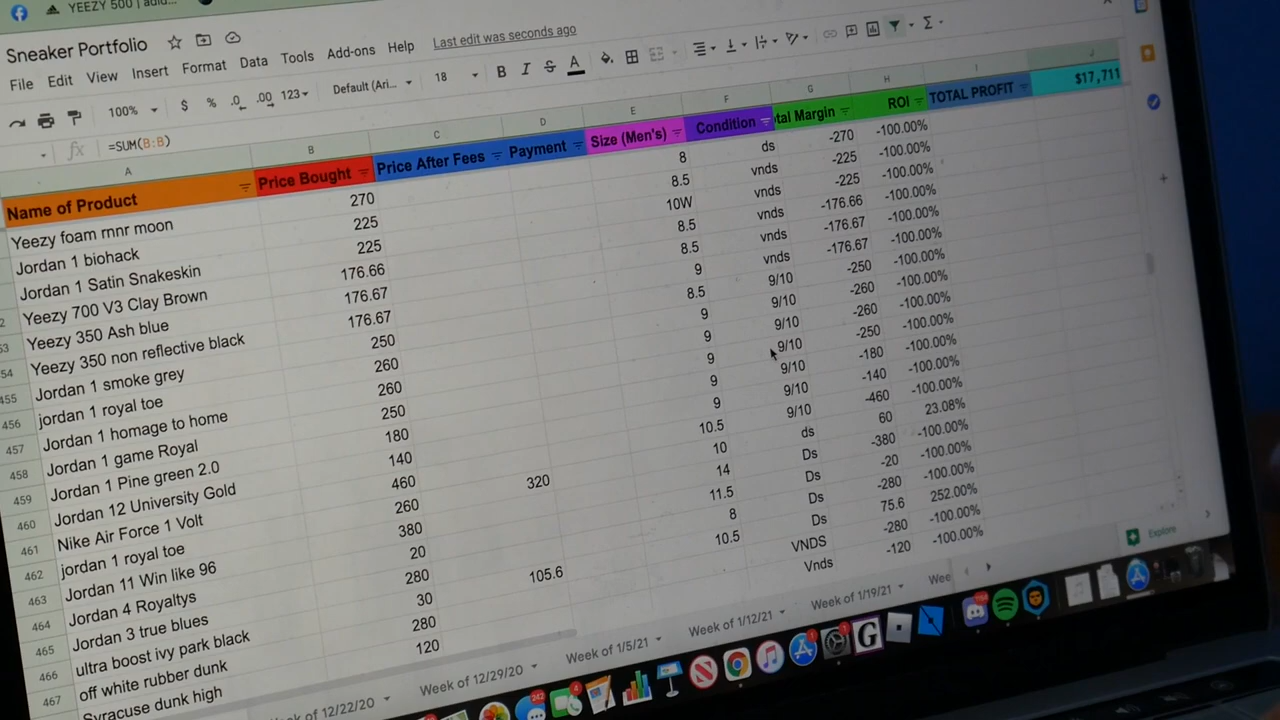 YEEZY 500 | adid
Sneaker Portfolio
File Edit View Insert Format Data Tools Add-ons Help Last edit was seconds ago
100% $ % .0 .00 123 Default (Ari... 18 B I S A Σ
fx =SUM(B:B)
A B C D E F G H I J
Name of Product Price Bought Price After Fees Payment Size (Men's) Condition tal Margin ROI TOTAL PROFIT $17,711
Yeezy foam rnnr moon 270 8 ds -270 -100.00%
Jordan 1 biohack 225 8.5 vnds -225 -100.00%
Jordan 1 Satin Snakeskin 225 10W vnds -225 -100.00%
2 Yeezy 700 V3 Clay Brown 176.66 8.5 vnds -176.66 -100.00%
53 Yeezy 350 Ash blue 176.67 8.5 vnds -176.67 -100.00%
54 Yeezy 350 non reflective black 176.67 9 vnds -176.67 -100.00%
455 Jordan 1 smoke grey 250 8.5 9/10 -250 -100.00%
456 jordan 1 royal toe 260 9 9/10 -260 -100.00%
457 Jordan 1 homage to home 260 9 9/10 -260 -100.00%
458 Jordan 1 game Royal 250 9 9/10 -250 -100.00%
459 Jordan 1 Pine green 2.0 180 9 9/10 -180 -100.00%
460 Jordan 12 University Gold 140 9 9/10 -140 -100.00%
461 Nike Air Force 1 Volt 460 10.5 9/10 -460 -100.00%
462 jordan 1 royal toe 260 320 10 ds 60 23.08%
463 Jordan 11 Win like 96 380 14 Ds -380 -100.00%
464 Jordan 4 Royaltys 20 11.5 Ds -20 -100.00%
465 Jordan 3 true blues 280 8 Ds -280 -100.00%
466 ultra boost ivy park black 30 105.6 10.5 Ds 75.6 252.00%
467 off white rubber dunk 280 VNDS -280 -100.00%
Syracuse dunk high 120 Vnds -120 -100.00%
Explore
eek of 12/22/20 Week of 12/29/20 Week of 1/5/21 Week of 1/12/21 Week of 1/19/21 Wee